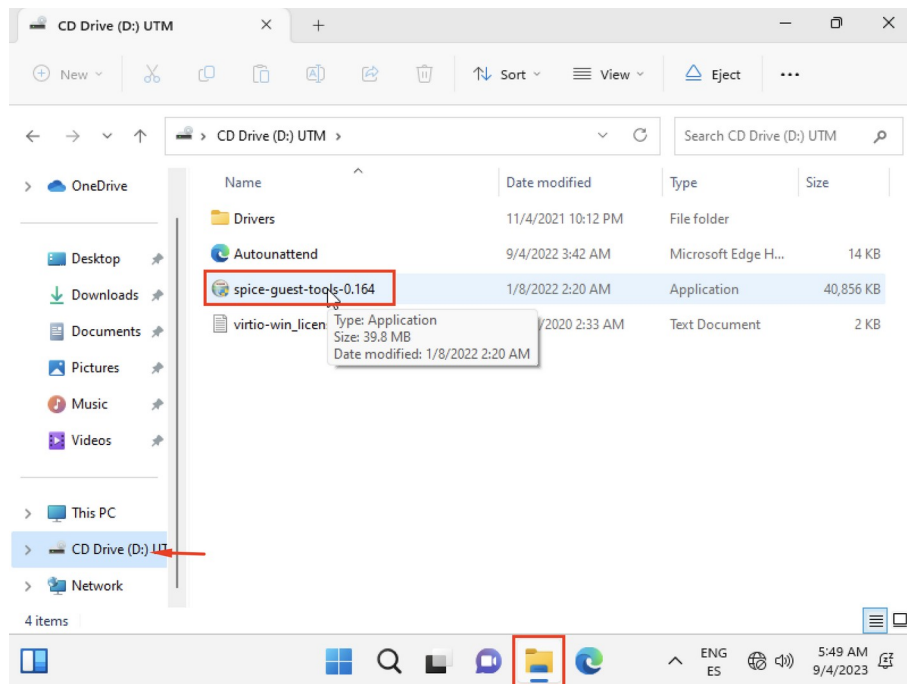 CD Drive (D:) UTM
New
Sort
View
Eject
CD Drive (D:) UTM
Search CD Drive (D:) UTM
OneDrive
Desktop
Downloads
Documents
Pictures
Music
Videos
This PC
CD Drive (D:) UT
Network
Name Date modified Type Size
Drivers 11/4/2021 10:12 PM File folder
Autounattend 9/4/2022 3:42 AM Microsoft Edge H... 14 KB
spice-guest-tools-0.164 1/8/2022 2:20 AM Application 40,856 KB
virtio-win_licen /2020 2:33 AM Text Document 2 KB
Type: Application
Size: 39.8 MB
Date modified: 1/8/2022 2:20 AM
4 items
ENG
ES
5:49 AM
9/4/2023